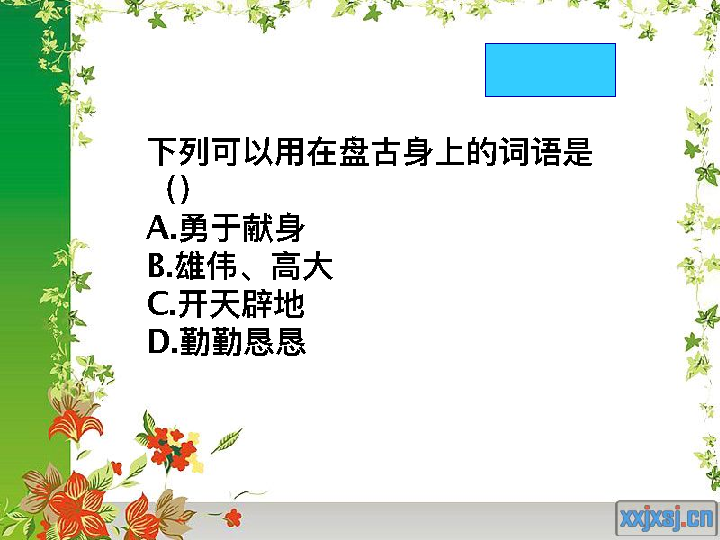 下列可以用在盘古身上的词语是
（）
A.勇于献身
B.雄伟、高大
C.开天辟地
D.勤勤恳恳
xxjxsj.cn